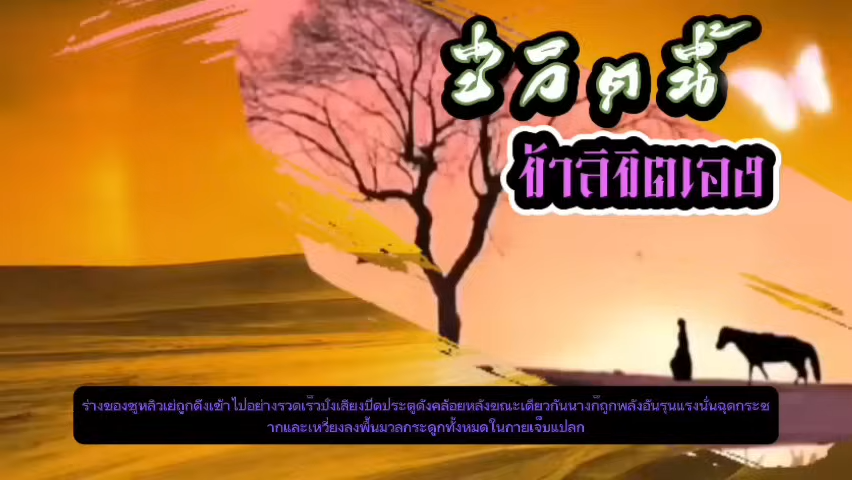 ชีวิตนี้
ข้าลิขิตเอง
ร่างของซูหลิวเย่ถูกดึงเข้าไปอย่างรวดเร็วปังเสียงปิดประตูดังคล้อยหลังขณะเดียวกันนางก็ถูกพลังอันรุนแรงนั่นฉุดกระช
ากและเหวี่ยงลงพื้นมวลกระดูกทั้งหมดในกายเจ็บแปลก